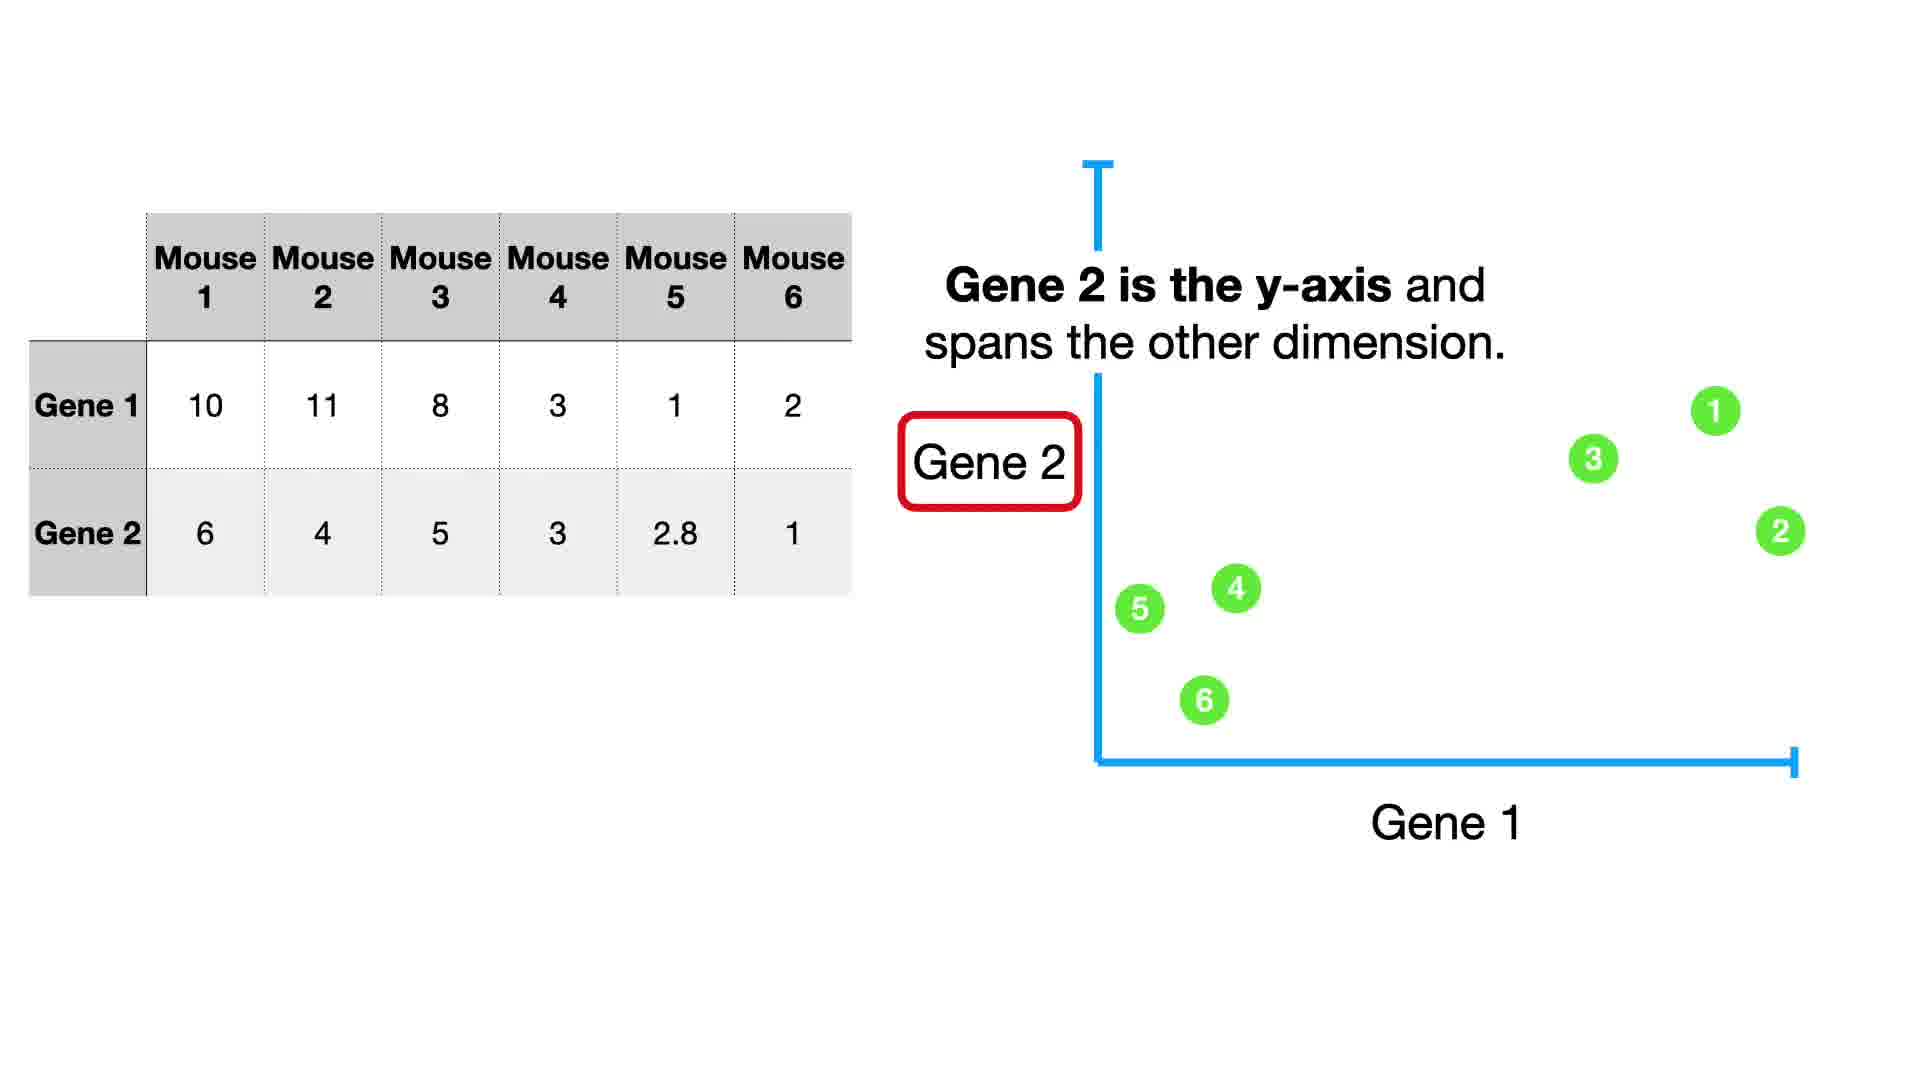 Mouse 1 Mouse 2 Mouse 3 Mouse 4 Mouse 5 Mouse 6
Gene 1 10 11 8 3 1 2
Gene 2 6 4 5 3 2.8 1
Gene 2 is the y-axis and
spans the other dimension.
Gene 2
1
3
2
4
5
6
Gene 1